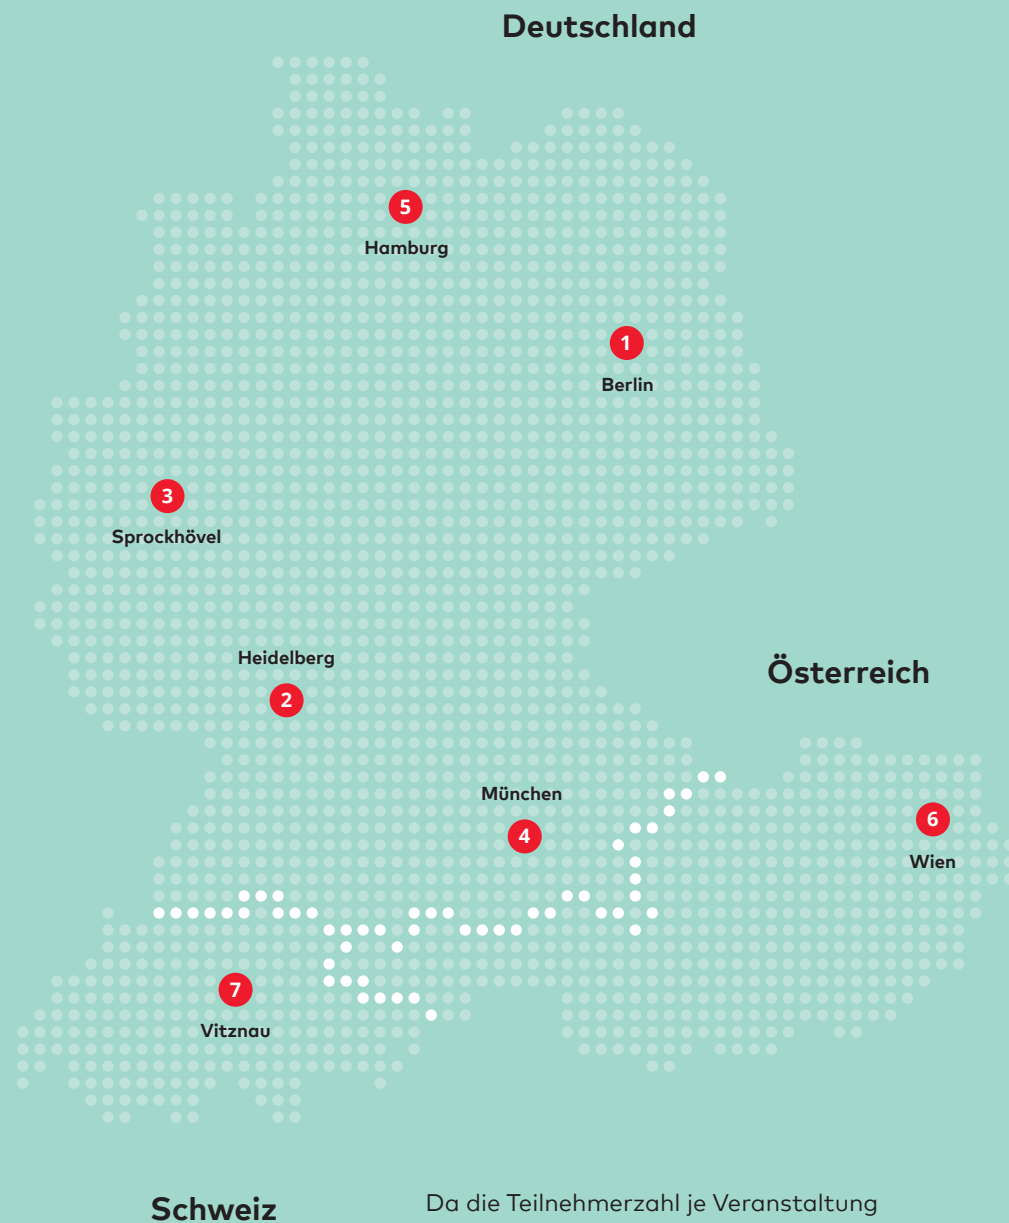 Deutschland
5
Hamburg
1
Berlin
3
Sprockhövel
Heidelberg
2
Österreich
München
4
6
Wien
7
Vitznau
Schweiz
Da die Teilnehmerzahl je Veranstaltung